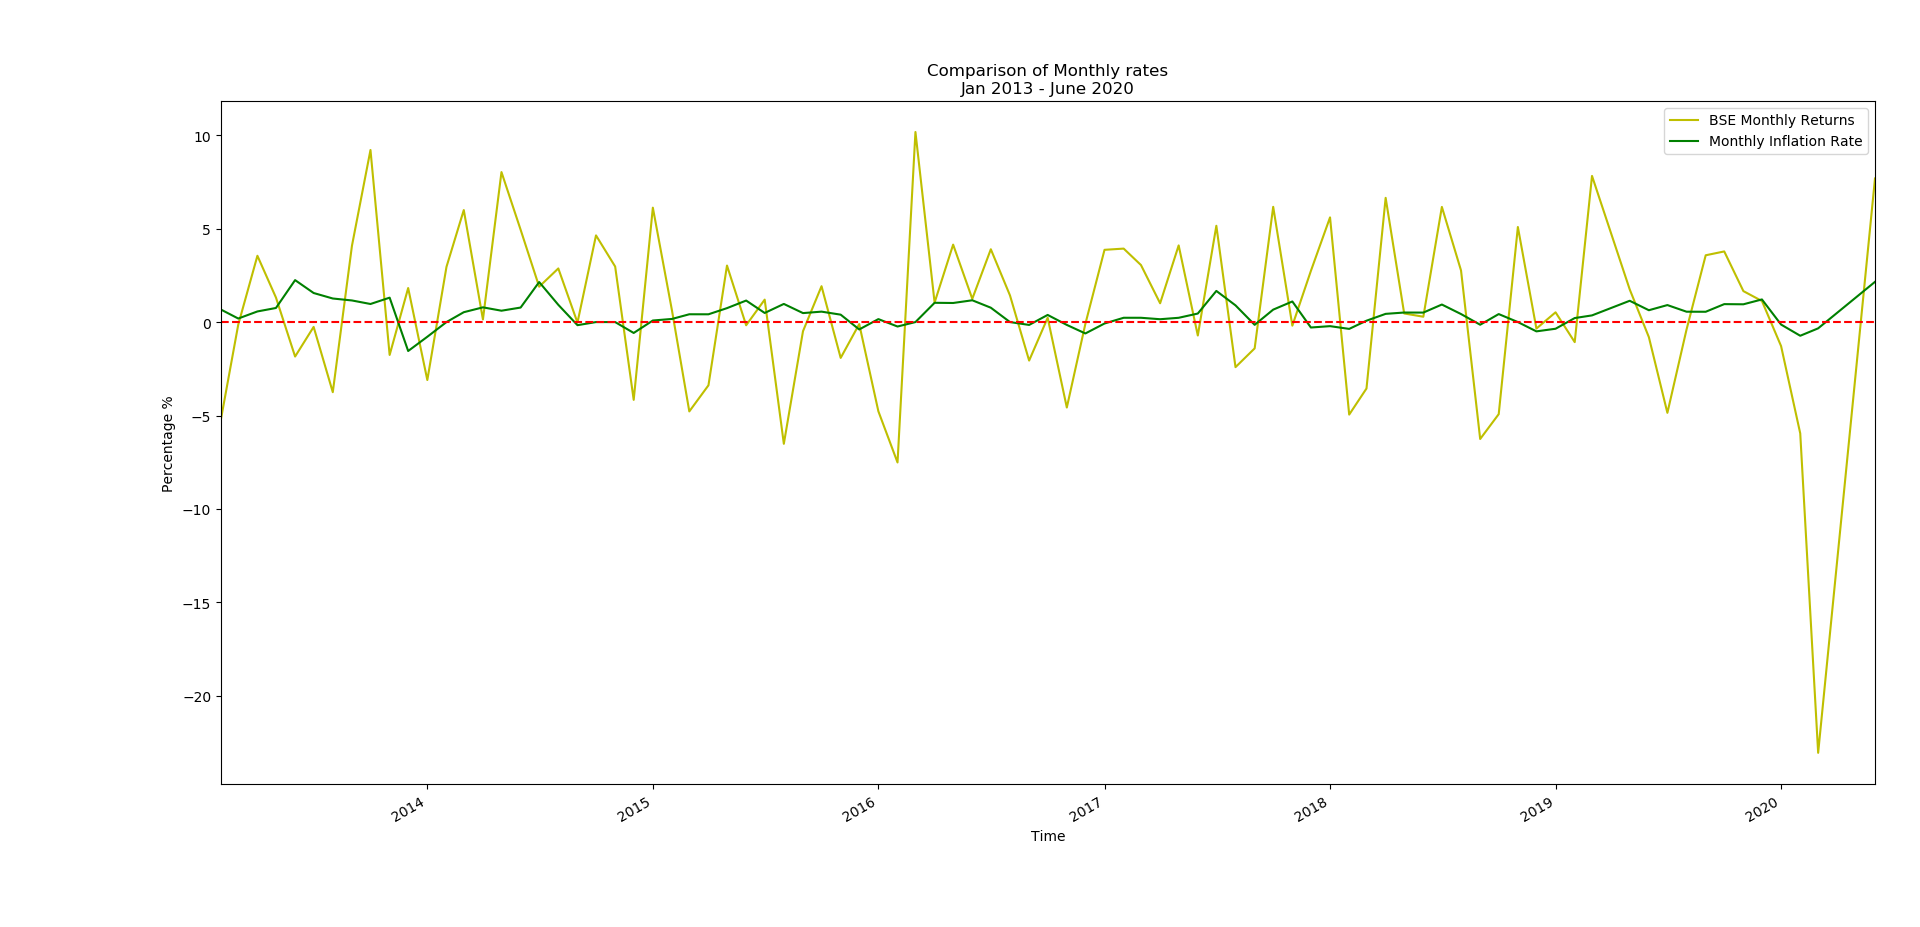 Comparison of Monthly rates
Jan 2013 - June 2020
BSE Monthly Returns
Monthly Inflation Rate
10
5
0
−5
−10
−15
−20
Percentage %
2014
2015
2016
2017
2018
2019
2020
Time